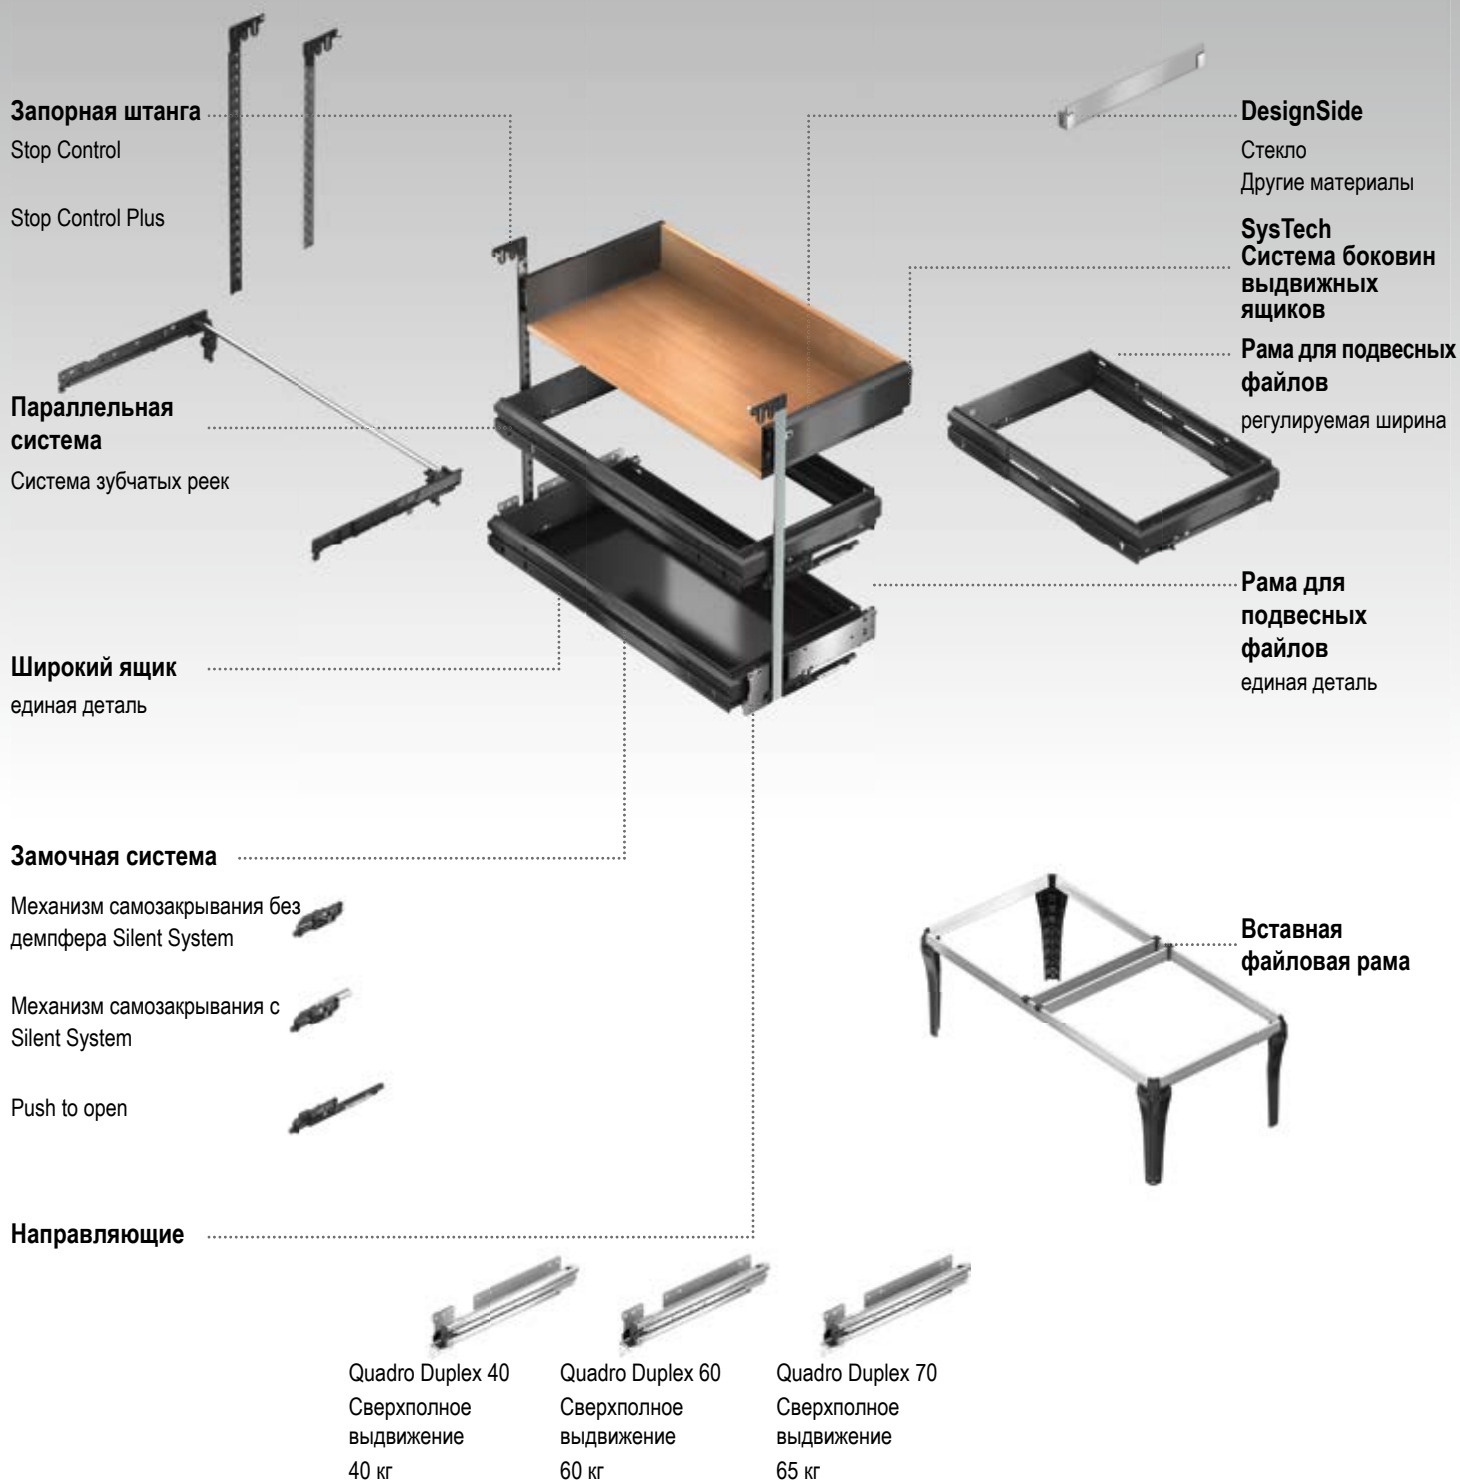 Запорная штанга
Stop Control
Stop Control Plus
Параллельная
система
Система зубчатых реек
Широкий ящик
единая деталь
Замочная система
Механизм самозакрывания без
демпфера Silent System
Механизм самозакрывания с
Silent System
Push to open
Направляющие
Quadro Duplex 40
Сверхполное
выдвижение
40 кг
Quadro Duplex 60
Сверхполное
выдвижение
60 кг
Quadro Duplex 70
Сверхполное
выдвижение
65 кг
DesignSide
Стекло
Другие материалы
SysTech
Система боковин
выдвижных
ящиков
Рама для подвесных
файлов
регулируемая ширина
Рама для
подвесных
файлов
единая деталь
Вставная
файловая рама